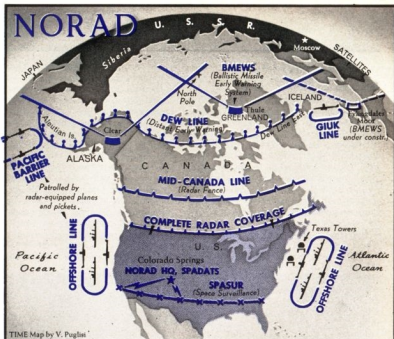 NORAD
U. S. S. R.
Moscow
SATELLITES
Siberia
JAPAN
BMEWS
(Ballistic Missile
Early Warning
System)
North
Pole
Thule
GREENLAND
ICELAND
Fylingdales
Moor
(BMEWS
under constr.)
DEW LINE
(Distant Early Warning)
Dew Line East
GIUK
LINE
Aleutian Is.
Clear
ALASKA
PACIFIC
BARRIER
LINE
CANADA
MID-CANADA LINE
(Radar Fence)
Patrolled by
radar-equipped planes
and pickets.
COMPLETE RADAR COVERAGE
U. S.
Texas Towers
Pacific
Ocean
OFFSHORE LINE
Colorado Springs
NORAD HQ, SPADATS
SPASUR
(Space Surveillance)
OFFSHORE LINE
Atlantic
Ocean
TIME Map by V. Puglisi